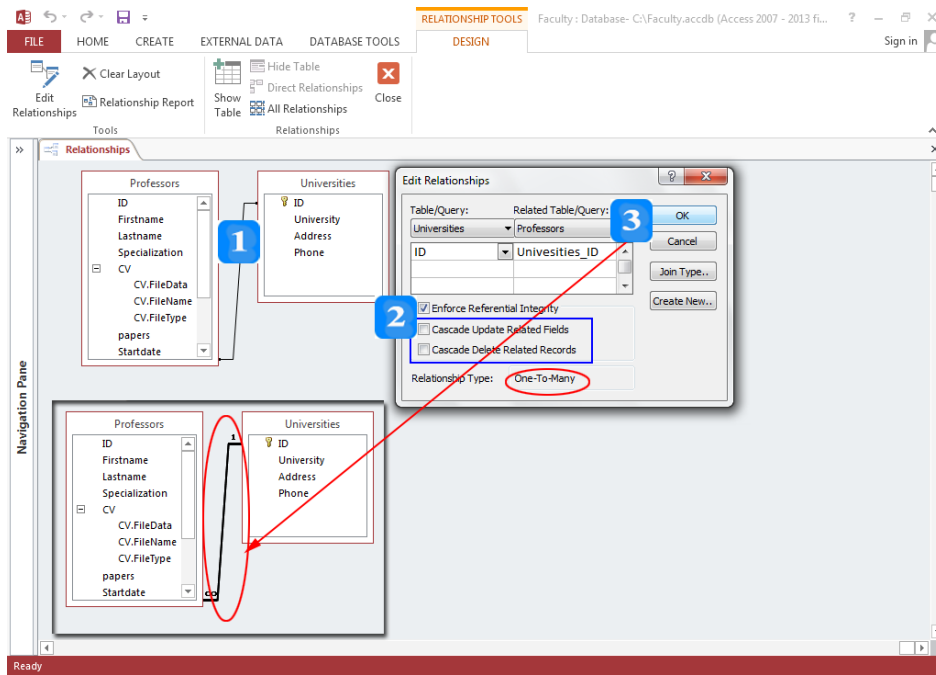 RELATIONSHIP TOOLS
Faculty : Database- C:\Faculty.accdb (Access 2007 - 2013 fi...
?
FILE
HOME
CREATE
EXTERNAL DATA
DATABASE TOOLS
DESIGN
Sign in
Edit
Relationships
Clear Layout
Relationship Report
Tools
Show
Table
Hide Table
Direct Relationships
All Relationships
Close
Relationships
Relationships
Navigation Pane
Professors
ID
Firstname
Lastname
Specialization
CV
CV.FileData
CV.FileName
CV.FileType
papers
Startdate
1
Universities
ID
University
Address
Phone
Edit Relationships
?
Table/Query:
Related Table/Query:
Universities
Professors
3
ID
Univesities_ID
OK
Cancel
Join Type..
Create New..
2
Enforce Referential Integrity
Cascade Update Related Fields
Cascade Delete Related Records
Relationship Type:
One-To-Many
Professors
ID
Firstname
Lastname
Specialization
CV
CV.FileData
CV.FileName
CV.FileType
papers
Startdate
1
∞
Universities
ID
University
Address
Phone
Ready